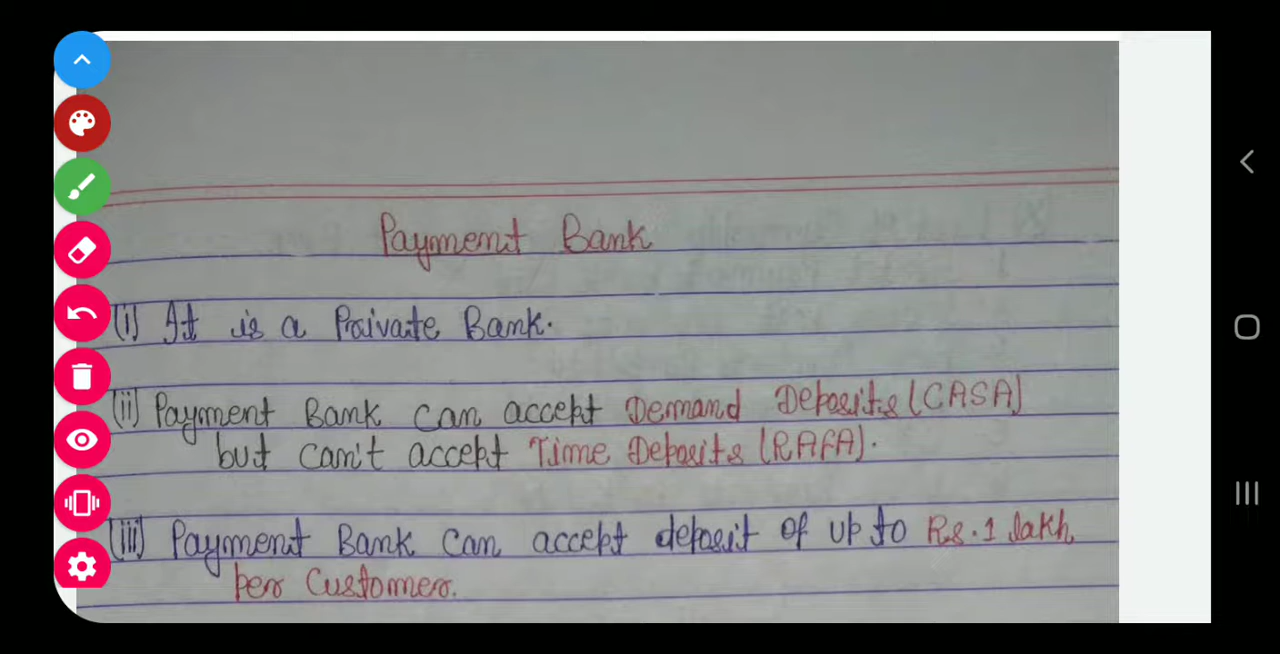 Payment Bank
(i) It is a Private Bank.
(ii) Payment Bank can accept Demand Deposits (CASA)
but can't accept Time Deposits (RAFA).
(iii) Payment Bank can accept deposit of up to Rs. 1 lakh
per Customer.